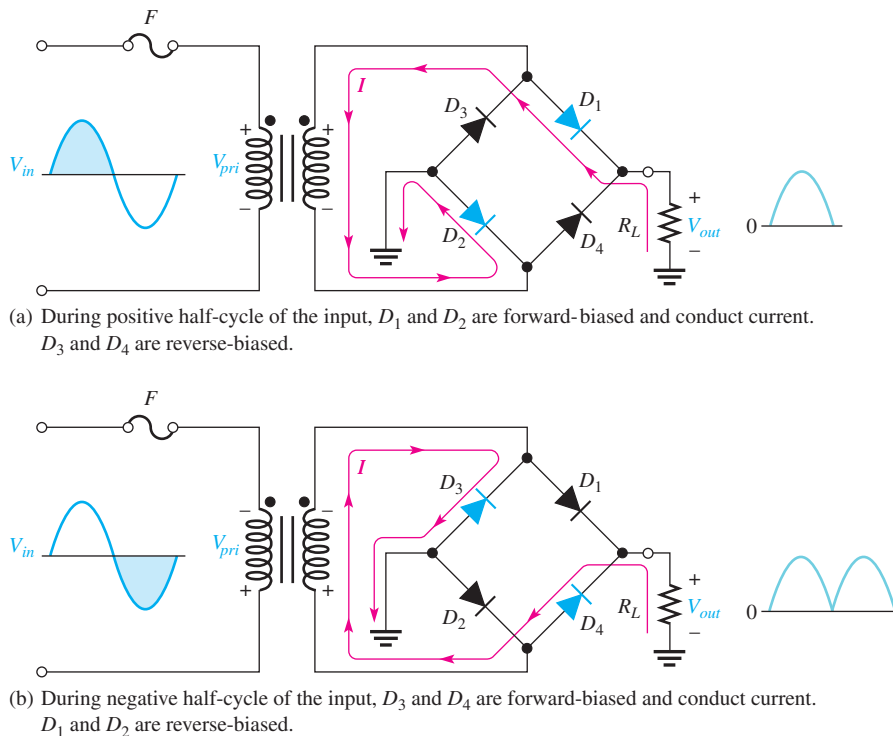 F
I
D3
D1
Vin
+
Vpri
+
−
−
D2
D4
RL
+
Vout
−
0
(a) During positive half-cycle of the input, D1 and D2 are forward-biased and conduct current.
D3 and D4 are reverse-biased.
F
I
D3
D1
Vin
−
Vpri
−
+
+
D2
D4
RL
+
Vout
−
0
(b) During negative half-cycle of the input, D3 and D4 are forward-biased and conduct current.
D1 and D2 are reverse-biased.